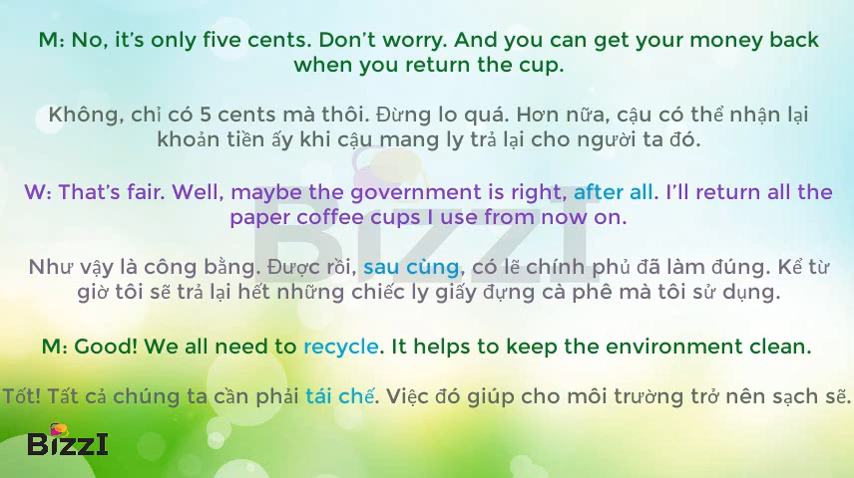 M: No, it's only five cents. Don't worry. And you can get your money back
when you return the cup.
Không, chỉ có 5 cents mà thôi. Đừng lo quá. Hơn nữa, cậu có thể nhận lại
khoản tiền ấy khi cậu mang ly trả lại cho người ta đó.
W: That's fair. Well, maybe the government is right, after all. I'll return all the
paper coffee cups I use from now on.
Như vậy là công bằng. Được rồi, sau cùng, có lẽ chính phủ đã làm đúng. Kể từ
giờ tôi sẽ trả lại hết những chiếc ly giấy đựng cà phê mà tôi sử dụng.
M: Good! We all need to recycle. It helps to keep the environment clean.
Tốt! Tất cả chúng ta cần phải tái chế. Việc đó giúp cho môi trường trở nên sạch sẽ.
BizzI
BizzI